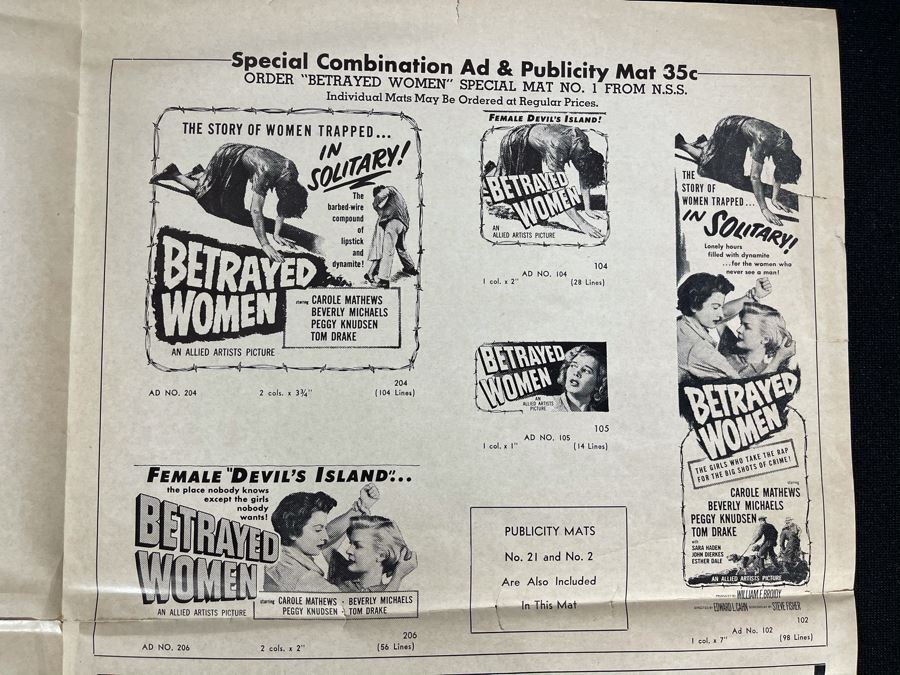 Special Combination Ad & Publicity Mat 35c
ORDER "BETRAYED WOMEN" SPECIAL MAT NO. 1 FROM N.S.S.
Individual Mats May Be Ordered at Regular Prices.
THE STORY OF WOMEN TRAPPED...
IN
SOLITARY!
The
barbed-wire
compound
of
lipstick
and
dynamite!
BETRAYED
WOMEN
starring
CAROLE MATHEWS
BEVERLY MICHAELS
PEGGY KNUDSEN
TOM DRAKE
AN ALLIED ARTISTS PICTURE
204
AD NO. 204 2 cols. x 3¾" (104 Lines)
FEMALE "DEVIL'S ISLAND"...
the place nobody knows
except the girls
nobody
wants!
BETRAYED
WOMEN
starring
CAROLE MATHEWS - BEVERLY MICHAELS
PEGGY KNUDSEN - TOM DRAKE
AN ALLIED ARTISTS PICTURE
206
AD NO. 206 2 cols. x 2" (56 Lines)
FEMALE DEVIL'S ISLAND!
BETRAYED
WOMEN
AN
ALLIED ARTISTS PICTURE
104
AD NO. 104
1 col. x 2" (28 Lines)
BETRAYED
WOMEN
AN
ALLIED ARTISTS
PICTURE
105
AD NO. 105
1 col. x 1" (14 Lines)
PUBLICITY MATS
No. 21 and No. 2
Are Also Included
In This Mat
THE
STORY OF
WOMEN TRAPPED...
IN SOLITARY!
Lonely hours
filled with dynamite
...for the women who
never see a man!
BETRAYED
WOMEN
THE GIRLS WHO TAKE THE RAP
FOR THE BIG SHOTS OF CRIME!
starring
CAROLE MATHEWS
BEVERLY MICHAELS
PEGGY KNUDSEN
TOM DRAKE
with
SARA HADEN
JOHN DIERKES
ESTHER DALE
AN ALLIED ARTISTS PICTURE
PRODUCED BY WILLIAM F. BROIDY
DIRECTED BY EDWARD L. CAHN SCREENPLAY BY STEVE FISHER
102
Ad No. 102
1 col. x 7" (98 Lines)